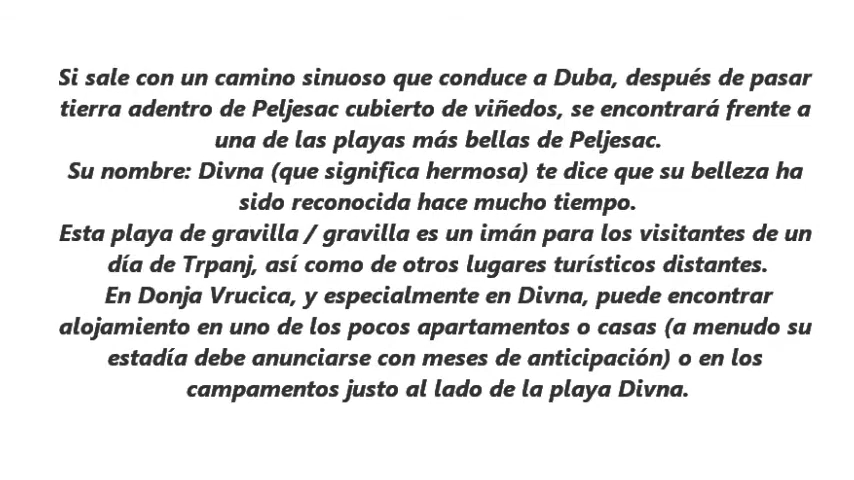 Si sale con un camino sinuoso que conduce a Duba, después de pasar
tierra adentro de Peljesac cubierto de viñedos, se encontrará frente a
una de las playas más bellas de Peljesac.
Su nombre: Divna (que significa hermosa) te dice que su belleza ha
sido reconocida hace mucho tiempo.
Esta playa de gravilla / gravilla es un imán para los visitantes de un
día de Trpanj, así como de otros lugares turísticos distantes.
En Donja Vrucica, y especialmente en Divna, puede encontrar
alojamiento en uno de los pocos apartamentos o casas (a menudo su
estadía debe anunciarse con meses de anticipación) o en los
campamentos justo al lado de la playa Divna.